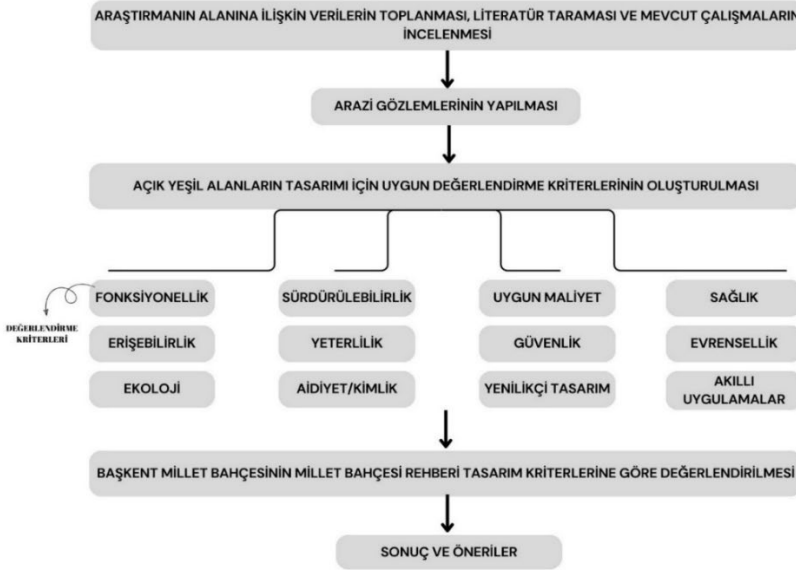 ARAŞTIRMANIN ALANINA İLİŞKİN VERİLERİN TOPLANMASI, LİTERATÜR TARAMASI VE MEVCUT ÇALIŞMALARIN
İNCELENMESİ
ARAZİ GÖZLEMLERİNİN YAPILMASI
AÇIK YEŞİL ALANLARIN TASARIMI İÇİN UYGUN DEĞERLENDİRME KRİTERLERİNİN OLUŞTURULMASI
DEĞERLENDİRME
KRİTERLERİ
FONKSİYONELLİK
SÜRDÜRÜLEBİLİRLİK
UYGUN MALİYET
SAĞLIK
ERİŞEBİLİRLİK
YETERLİLİK
GÜVENLİK
EVRENSELLİK
EKOLOJİ
AİDİYET/KİMLİK
YENİLİKÇİ TASARIM
AKILLI
UYGULAMALAR
BAŞKENT MİLLET BAHÇESİNİN MİLLET BAHÇESİ REHBERİ TASARIM KRİTERLERİNE GÖRE DEĞERLENDİRİLMESİ
SONUÇ VE ÖNERİLER